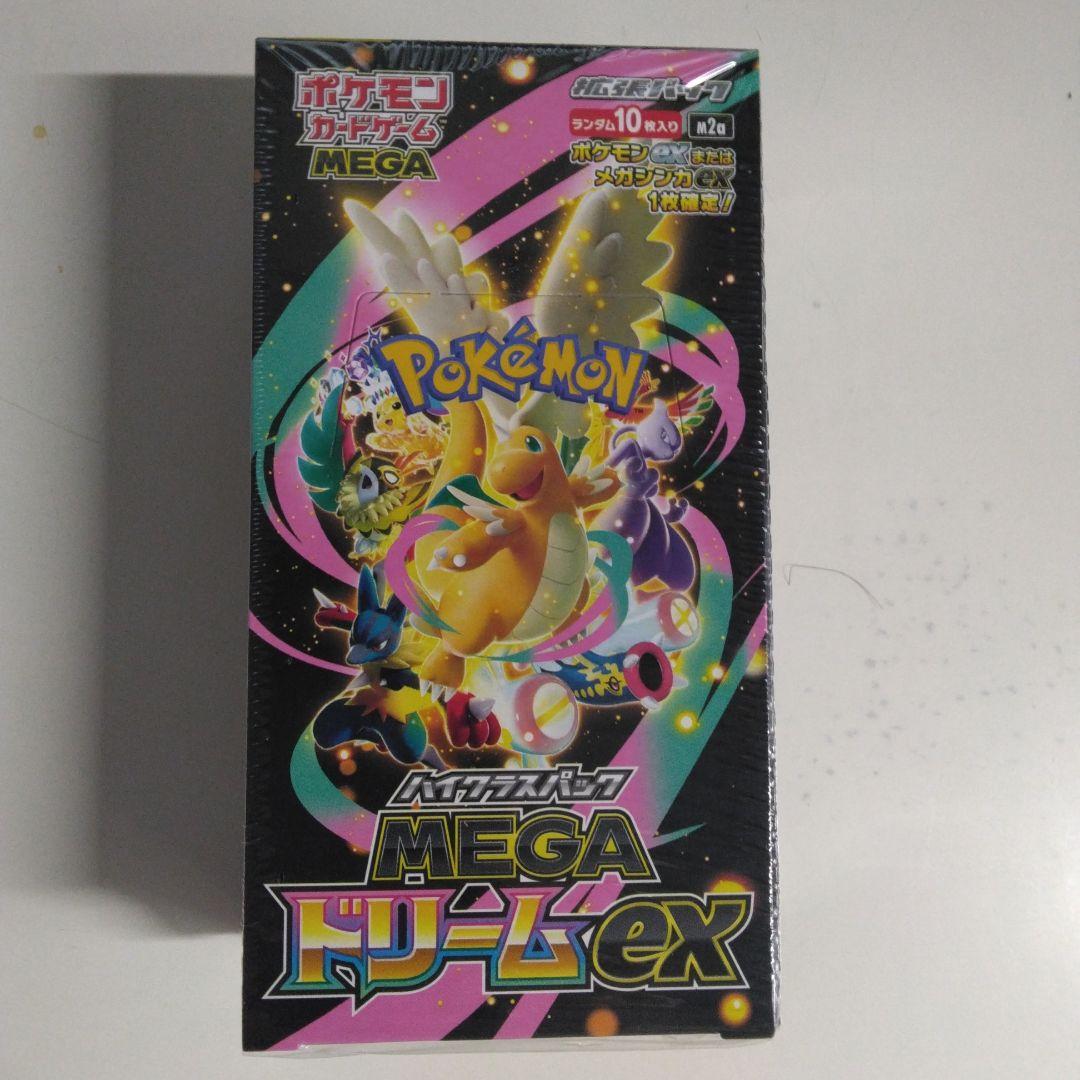 ポケモン
カードゲーム
MEGA
拡張パック
ランダム10枚入り M2a
ポケモンexまたは
メガシンカex
1枚確定!
POKéMON
ハイクラスパック
MEGA
ドリームex